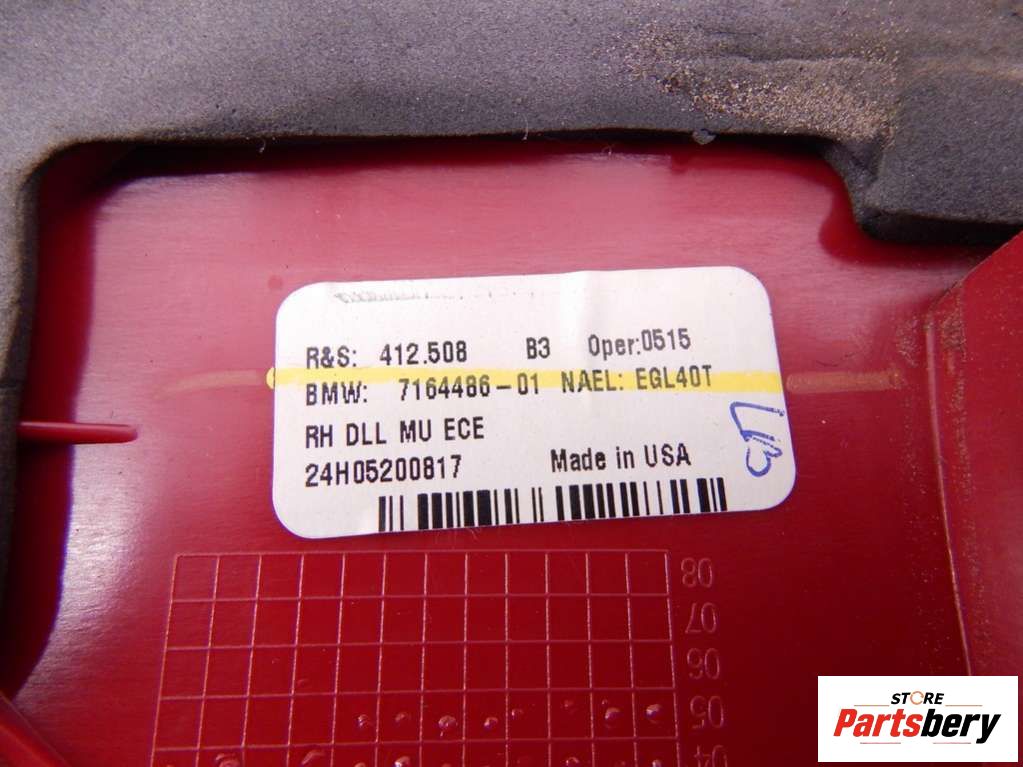 R&S: 412.508 B3 Oper:0515
BMW: 7164486-01 NAEL: EGL40T
RH DLL MU ECE
24H05200817 Made in USA
08
07
06
05
04
STORE
Partsbery